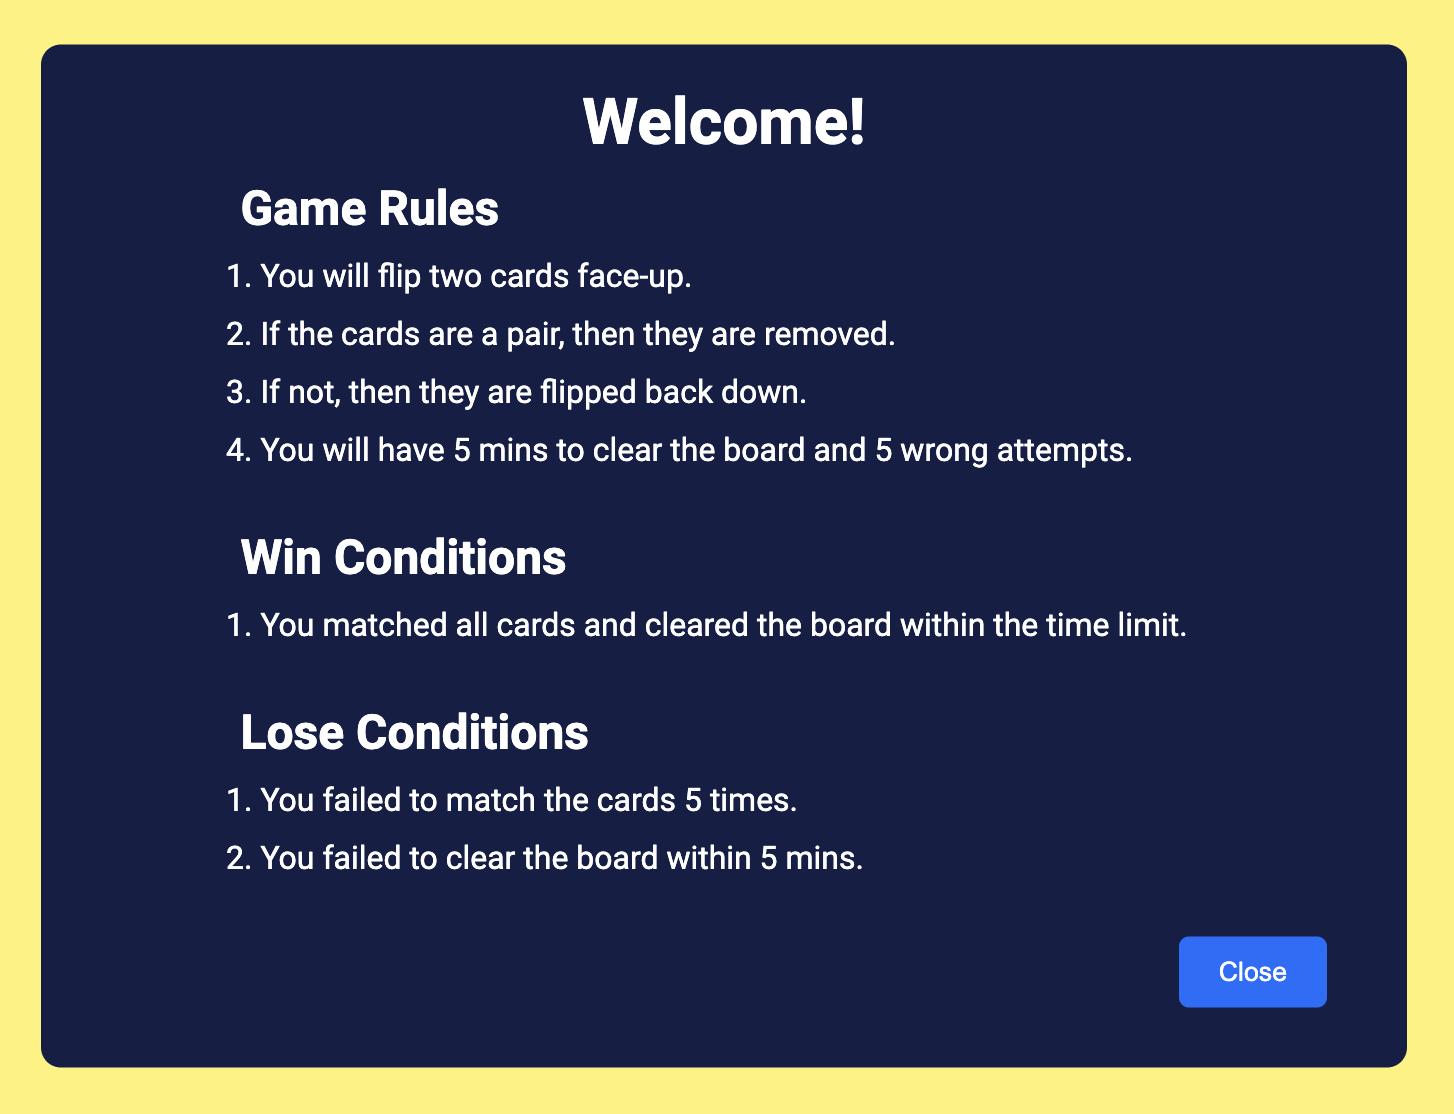 Welcome!
Game Rules
1. You will flip two cards face-up.
2. If the cards are a pair, then they are removed.
3. If not, then they are flipped back down.
4. You will have 5 mins to clear the board and 5 wrong attempts.
Win Conditions
1. You matched all cards and cleared the board within the time limit.
Lose Conditions
1. You failed to match the cards 5 times.
2. You failed to clear the board within 5 mins.
Close